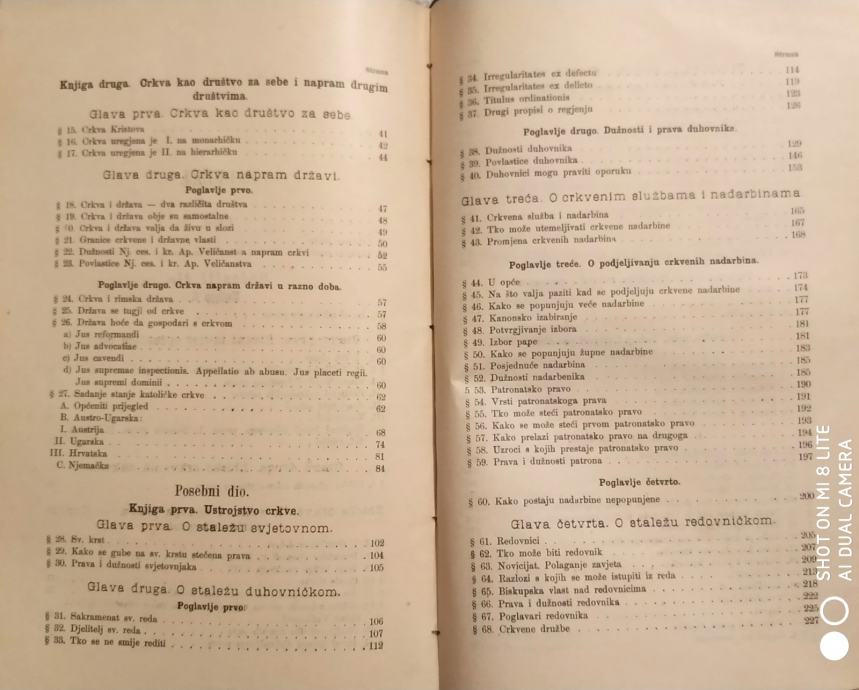 Strana
Knjiga druga. Crkva kao društvo za sebe i napram drugim
društvima.
Glava prva. Crkva kao društvo za sebe.
§ 15. Crkva Kristova 41
§ 16. Crkva uregjena je I. na monarhičku 42
§ 17. Crkva uregjena je II. na hierarhičku 44
Glava druga. Crkva napram državi.
Poglavje prvo.
§ 18. Crkva i država — dva različita društva 47
§ 19. Crkva i država obje su samostalne 48
§ 20. Crkva i država valja da živu u slozi 49
§ 21. Granice crkvene i državne vlasti 50
§ 22. Dužnosti Nj. ces. i kr. Ap. Veličanst a napram crkvi 52
§ 23. Povlastice Nj. ces. i kr. Ap. Veličanstva 55
Poglavje drugo. Crkva napram državi u razno doba.
§ 24. Crkva i rimska država 57
§ 25. Država se tugji od crkve 57
§ 26. Država hoće da gospodari s crkvom 58
a) Jus reformandi 60
b) Jus advocatiae 60
c) Jus cavendi 60
d) Jus supremae inspectionis. Appellatio ab abusu. Jus placeti regii.
Jus supremi dominii 60
§ 27. Sadanje stanje katoličke crkve 62
A. Općeniti prijegled 62
B. Austro-Ugarska:
I. Austrija 68
II. Ugarska 74
III. Hrvatska 81
C. Njemačka 84
Posebni dio.
Knjiga prva. Ustrojstvo crkve.
Glava prva. O staležu svjetovnom.
§ 28. Sv. krst 102
§ 29. Kako se gube na sv. krstu stečena prava 104
§ 30. Prava i dužnosti svjetovnjaka 105
Glava druga. O staležu duhovničkom.
Poglavje prvo.
§ 31. Sakramenat sv. reda 106
§ 32. Djelitelj sv. reda 107
§ 33. Tko se ne smije rediti 112
Strana
§ 34. Irregularitates ex defectu 114
§ 35. Irregularitates ex delicto 119
§ 36. Titulus ordinationis 123
§ 37. Drugi propisi o regjenju 126
Poglavje drugo. Dužnosti i prava duhovnika.
§ 38. Dužnosti duhovnika 129
§ 39. Povlastice duhovnika 146
§ 40. Duhovnici mogu praviti oporuku 153
Glava treća. O crkvenim službama i nadarbinama.
§ 41. Crkvena služba i nadarbina 165
§ 42. Tko može utemeljivati crkvene nadarbine 167
§ 43. Promjena crkvenih nadarbina 168
Poglavje treće. O podjeljivanju crkvenih nadarbina.
§ 44. U opće 173
§ 45. Na što valja paziti kad se podjeljuju crkvene nadarbine 174
§ 46. Kako se popunjuju veće nadarbine 177
§ 47. Kanonsko izabiranje 177
§ 48. Potvrgjivanje izbora 181
§ 49. Izbor pape 181
§ 50. Kako se popunjuju župne nadarbine 183
§ 51. Posjednuće nadarbina 185
§ 52. Dužnosti nadarbenika 185
§ 53. Patronatsko pravo 190
§ 54. Vrsti patronatskoga prava 191
§ 55. Tko može steći patronatsko pravo 192
§ 56. Kako se može steći prvom patronatsko pravo 193
§ 57. Kako prelazi patronatsko pravo na drugoga 194
§ 58. Uzroci s kojih prestaje patronatsko pravo 196
§ 59. Prava i dužnosti patrona 197
Poglavje četvrto.
§ 60. Kako postaju nadarbine nepopunjene 200
Glava četvrta. O staležu redovničkom.
§ 61. Redovnici 205
§ 62. Tko može biti redovnik 207
§ 63. Novicijat. Polaganje zavjeta 209
§ 64. Razlozi s kojih se može istupiti iz reda 213
§ 65. Biskupska vlast nad redovnicima 218
§ 66. Prava i dužnosti redovnika 222
§ 67. Poglavari redovnika 225
§ 68. Crkvene družbe 227
SHOT ON MI 8 LITE
AI DUAL CAMERA